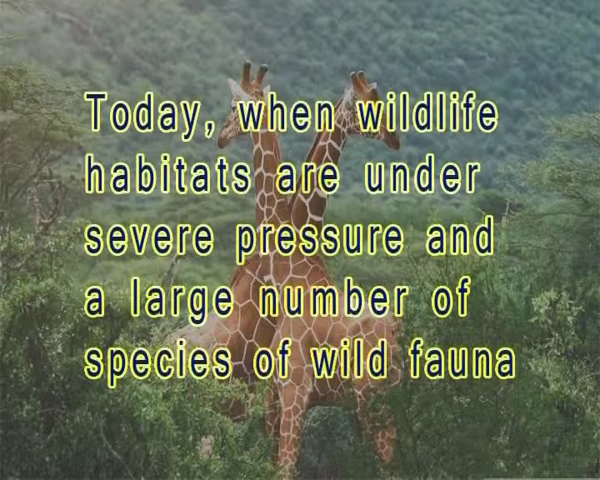 Today, when wildlife
habitats are under
severe pressure and
a large number of
species of wild fauna